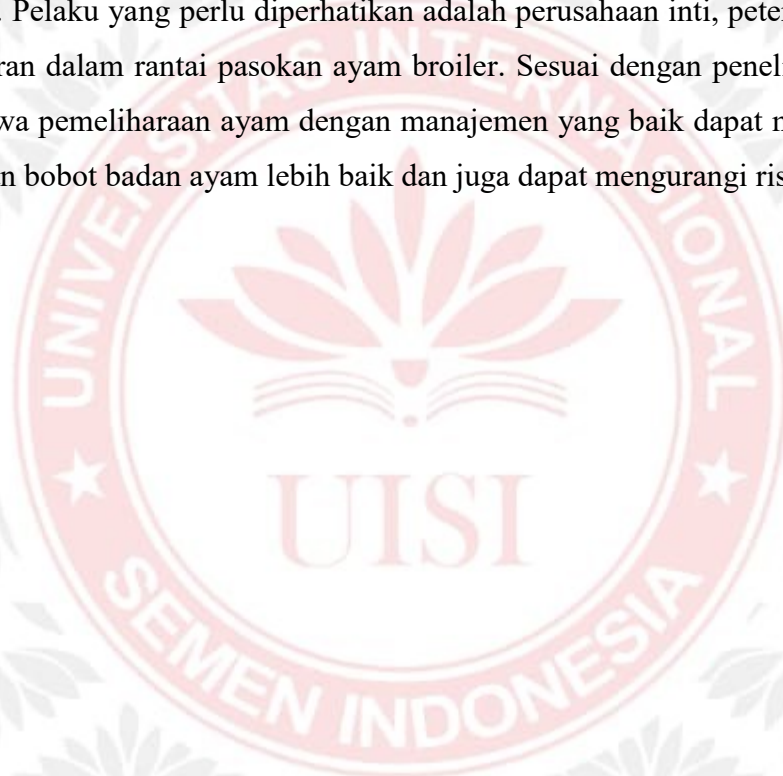 . Pelaku yang perlu diperhatikan adalah perusahaan inti, peter
ran dalam rantai pasokan ayam broiler. Sesuai dengan penel
wa pemeliharaan ayam dengan manajemen yang baik dapat
n bobot badan ayam lebih baik dan juga dapat mengurangi ris
UNIVERSITAS INTERNASIONAL
UISI
SEMEN INDONESIA